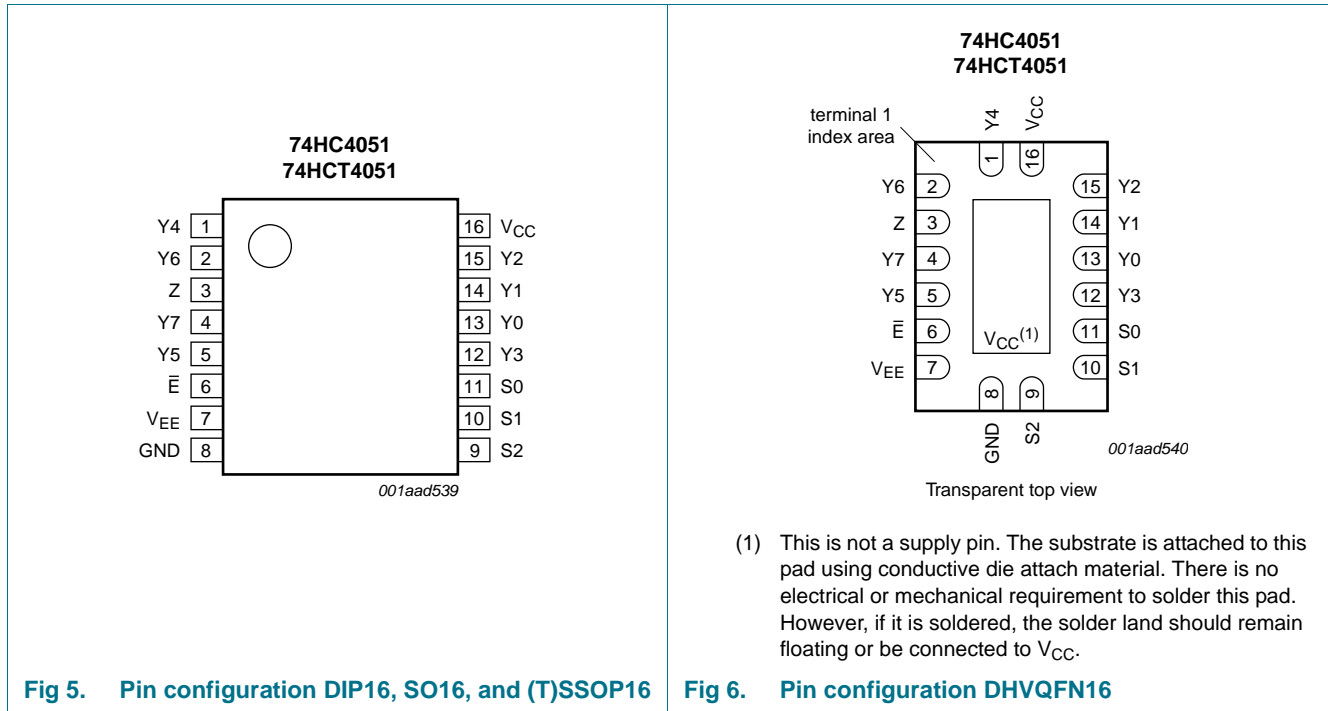 74HC4051
74HCT4051
Y4 1
Y6 2
Z 3
Y7 4
Y5 5
E̅ 6
VEE 7
GND 8
16 VCC
15 Y2
14 Y1
13 Y0
12 Y3
11 S0
10 S1
9 S2
001aad539
Fig 5. Pin configuration DIP16, SO16, and (T)SSOP16
74HC4051
74HCT4051
terminal 1
index area
Y4
VCC
1
16
Y6 2
Z 3
Y7 4
Y5 5
E̅ 6
VEE 7
15 Y2
14 Y1
13 Y0
12 Y3
11 S0
10 S1
VCC(1)
8
9
GND
S2
001aad540
Transparent top view
(1) This is not a supply pin. The substrate is attached to this
pad using conductive die attach material. There is no
electrical or mechanical requirement to solder this pad.
However, if it is soldered, the solder land should remain
floating or be connected to VCC.
Fig 6. Pin configuration DHVQFN16